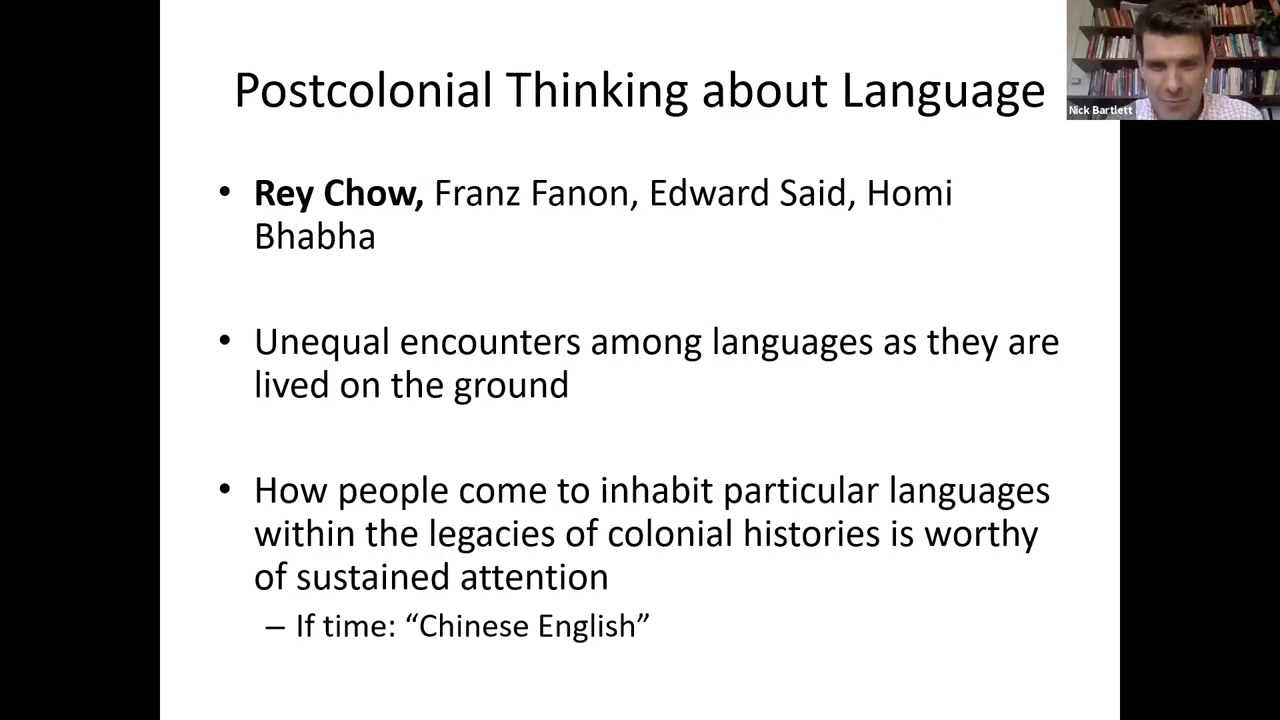 Postcolonial Thinking about Language
Nick Bartlett
• Rey Chow, Franz Fanon, Edward Said, Homi
Bhabha
• Unequal encounters among languages as they are
lived on the ground
• How people come to inhabit particular languages
within the legacies of colonial histories is worthy
of sustained attention
– If time: “Chinese English”